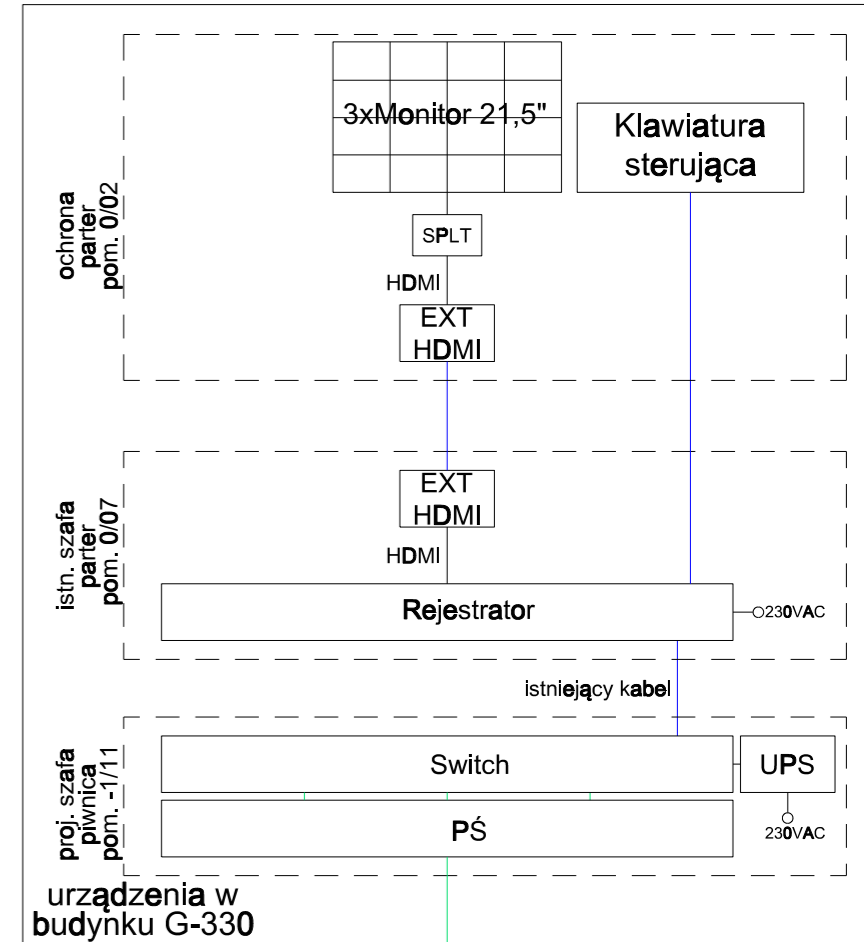 ochrona
parter
pom. 0/02
3xMonitor 21,5"
Klawiatura
sterująca
SPLT
HDMI
EXT
HDMI
istn. szafa
parter
pom. 0/07
EXT
HDMI
HDMI
Rejestrator
230VAC
istniejący kabel
proj. szafa
piwnica
pom. -1/11
Switch
UPS
PŚ
230VAC
urządzenia w
budynku G-330